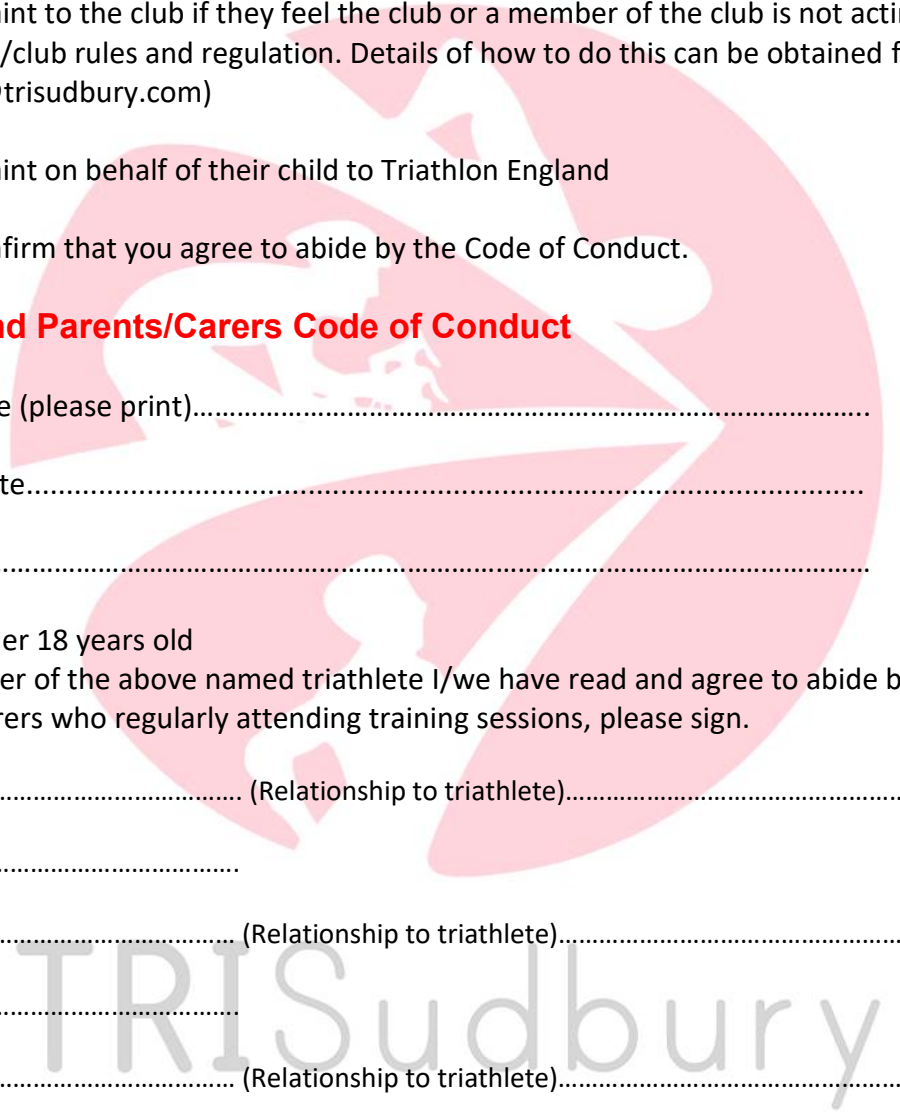 aint to the club if they feel the club or a member of the club is not acti
/club rules and regulation. Details of how to do this can be obtained f
@trisudbury.com)
aint on behalf of their child to Triathlon England
nfirm that you agree to abide by the Code of Conduct.
nd Parents/Carers Code of Conduct
e (please print)……………………………………………………………………..
te...........................................................................................
…………………………………………………………………………………………
er 18 years old
er of the above named triathlete I/we have read and agree to abide b
rers who regularly attending training sessions, please sign.
……………………………. (Relationship to triathlete)……………………………………
…………………………….
…………………………… (Relationship to triathlete)……………………………………
…………………………….
TRISudbury
…………………………… (Relationship to triathlete)……………………………………